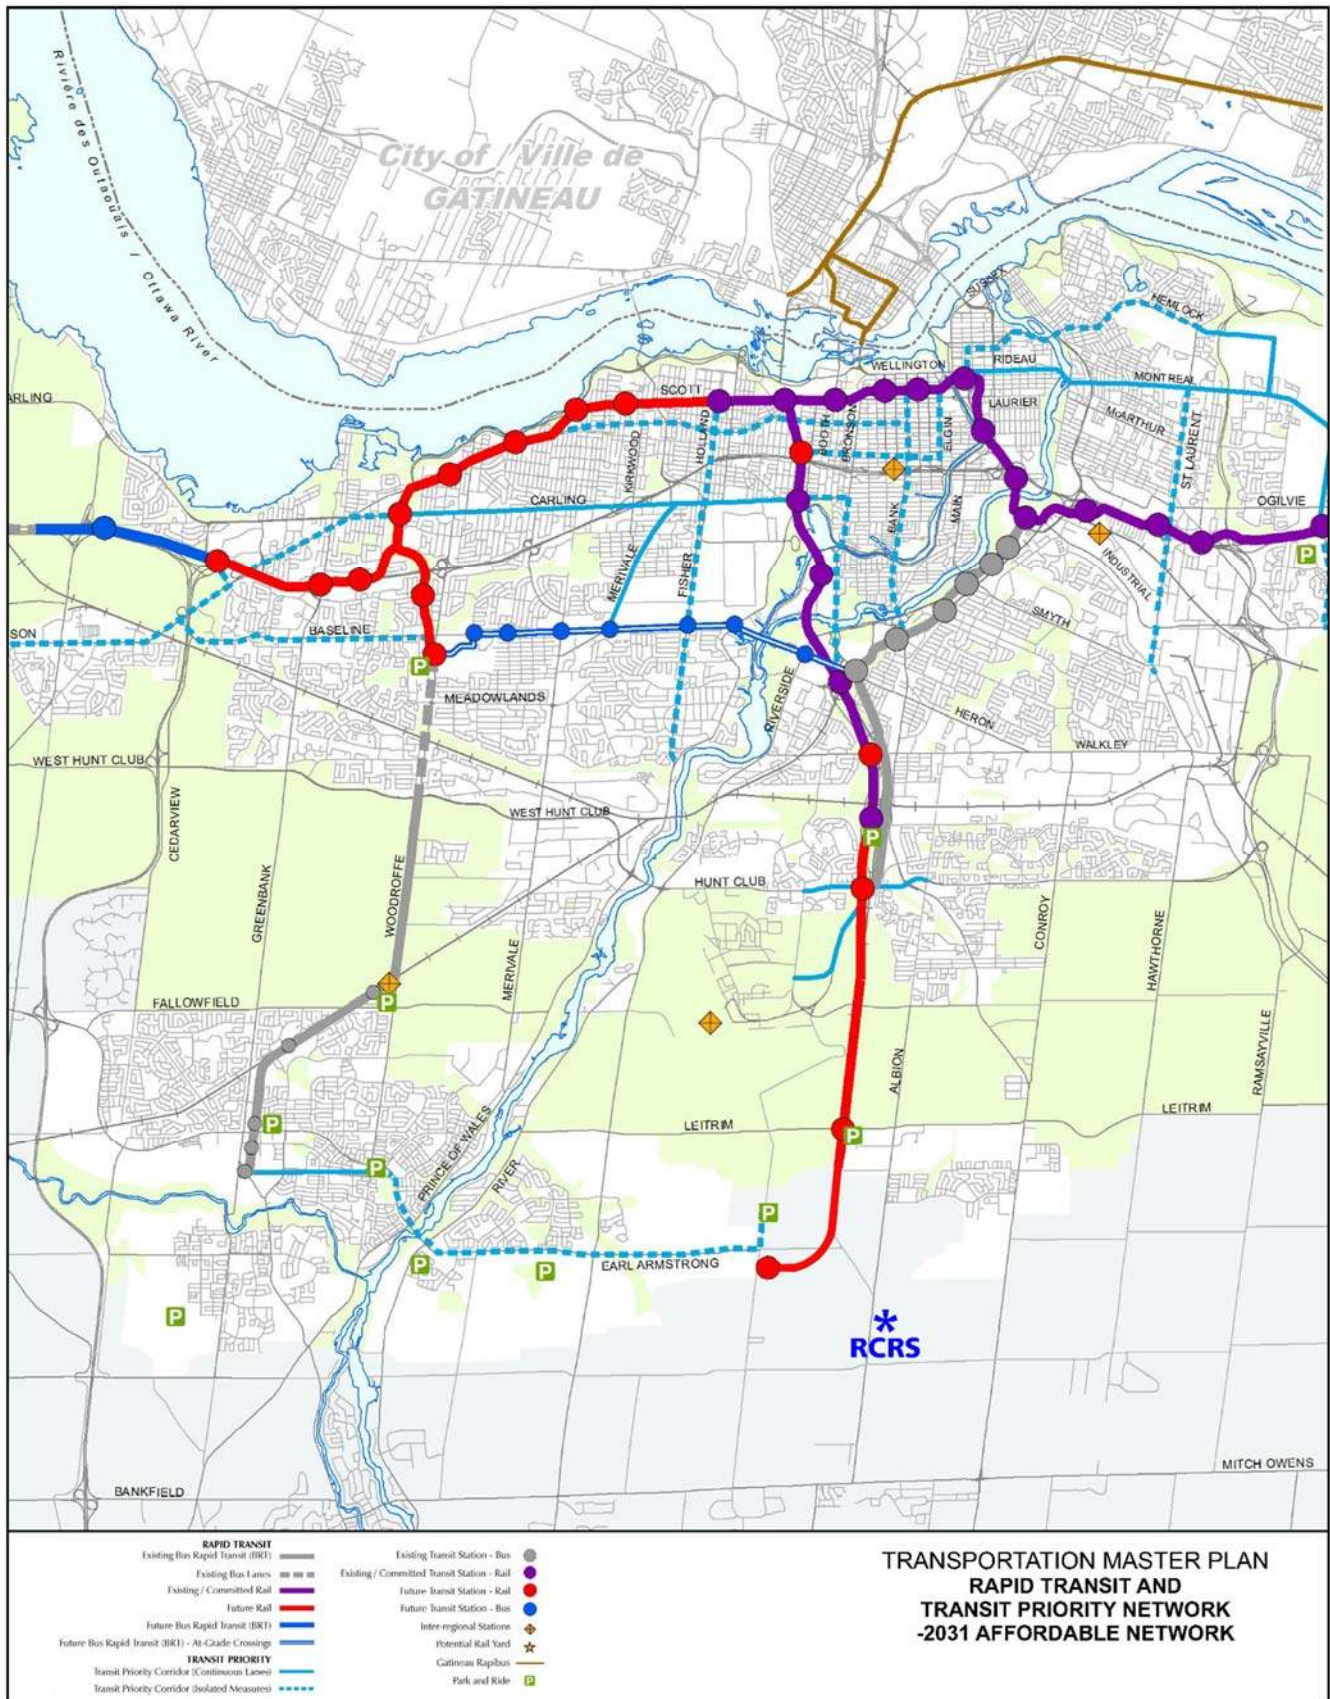 Rivière des Outaouais / Ottawa River
City of / Ville de
GATINEAU
SUSSEX
HEMLOCK
WELLINGTON
RIDEAU
MONTREAL
SCOTT
ARLING
LAURIER
McARTHUR
BOOTH
BRONSON
ELGIN
HOLLAND
KIRKWOOD
ST LAURENT
CARLING
OGILVIE
BANK
MAIN
INDUSTRIAL
MERIVALE
FISHER
SMYTH
SON
BASELINE
MEADOWLANDS
RIVERSIDE
HERON
WALKLEY
WEST HUNT CLUB
WEST HUNT CLUB
CEDARVIEW
GREENBANK
WOODROFFE
HUNT CLUB
MERIVALE
CONROY
HAWTHORNE
FALLOWFIELD
RAMSAYVILLE
ALBION
LEITRIM
LEITRIM
PRINCE OF WALES
RIVER
EARL ARMSTRONG
*
RCRS
MITCH OWENS
BANKFIELD
P
P
P
P
P
P
P
P
P
P
P
RAPID TRANSIT
Existing Bus Rapid Transit (BRT)
Existing Bus Lanes
Existing / Committed Rail
Future Rail
Future Bus Rapid Transit (BRT)
Future Bus Rapid Transit (BRT) - At-Grade Crossings
TRANSIT PRIORITY
Transit Priority Corridor (Continuous Lanes)
Transit Priority Corridor (Isolated Measures)
Existing Transit Station - Bus
Existing / Committed Transit Station - Rail
Future Transit Station - Rail
Future Transit Station - Bus
Inter-regional Stations
Potential Rail Yard
Gatineau Rapibus
Park and Ride P
TRANSPORTATION MASTER PLAN
RAPID TRANSIT AND
TRANSIT PRIORITY NETWORK
-2031 AFFORDABLE NETWORK